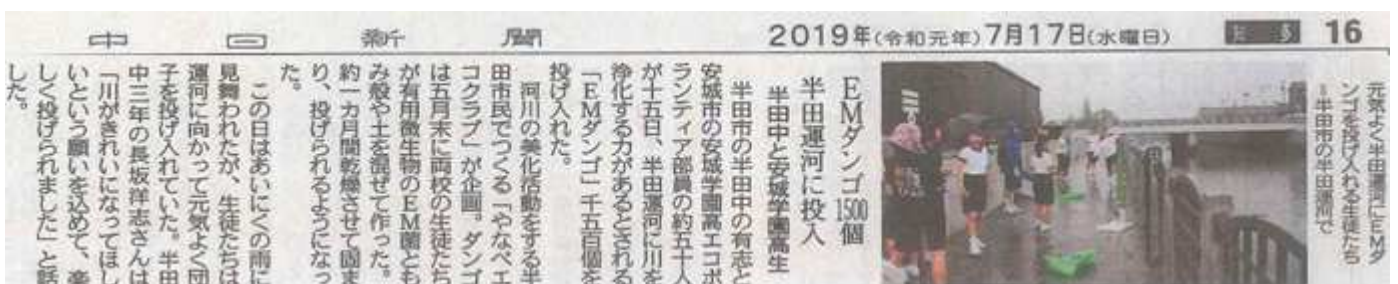 中日新聞
2019年(令和元年)7月17日(水曜日)
16
元気よく半田運河にEMダ
ンゴを投げ入れる生徒たち
=半田市の半田運河で
EMダンゴ1500個
半田運河に投入
半田中と安城学園高生
半田市の半田中の有志と
安城市の安城学園高エコボ
ランティア部員の約五十人
が十五日、半田運河に川を
浄化する力があるとされる
「EMダンゴ」千五百個を
投げ入れた。
河川の美化活動をする半
田市民でつくる「やなべエ
コクラブ」が企画。ダンゴ
は五月末に両校の生徒たち
が有用微生物のEM菌とも
み殻や土を混ぜて作った。
約一カ月間乾燥させて固ま
り、投げられるようになっ
た。
この日はあいにくの雨に
見舞われたが、生徒たちは
運河に向かって元気よく団
子を投げ入れていた。半田
中三年の長坂洋志さんは
「川がきれいになってほし
いという願いを込めて、楽
しく投げられました」と話
した。